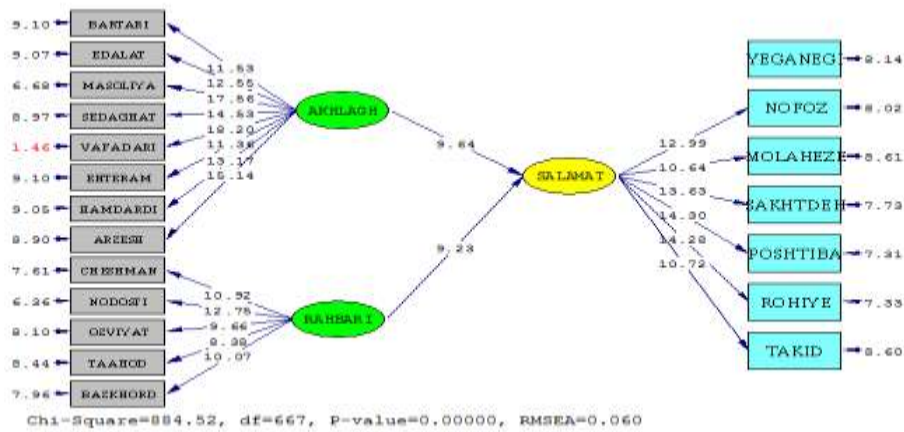 9.10 BARTARI
9.07 EDALAT
6.68 MASOLIYA
8.97 SEDAGHAT
1.46 VAFADARI
9.10 EHTERAM
9.05 HAMDARDI
8.90 ARZESH
7.61 CHESHMAN
6.36 NODOSTI
8.10 OZVIYAT
8.44 TAAHOD
7.96 BAZKHORD
11.53
12.55
17.56
14.53
18.20
11.36
13.17
15.14
10.92
12.75
9.66
8.38
10.07
AKHLAGH
RAHBARI
9.64
9.23
SALAMAT
12.99
10.64
13.63
14.30
14.28
10.72
YEGANEGI 8.14
NOFOZ 8.02
MOLAHEZE 8.61
SAKHTDEH 7.73
POSHTIBA 7.31
ROHIYE 7.33
TAKID 8.60
Chi-Square=884.52, df=667, P-value=0.00000, RMSEA=0.060